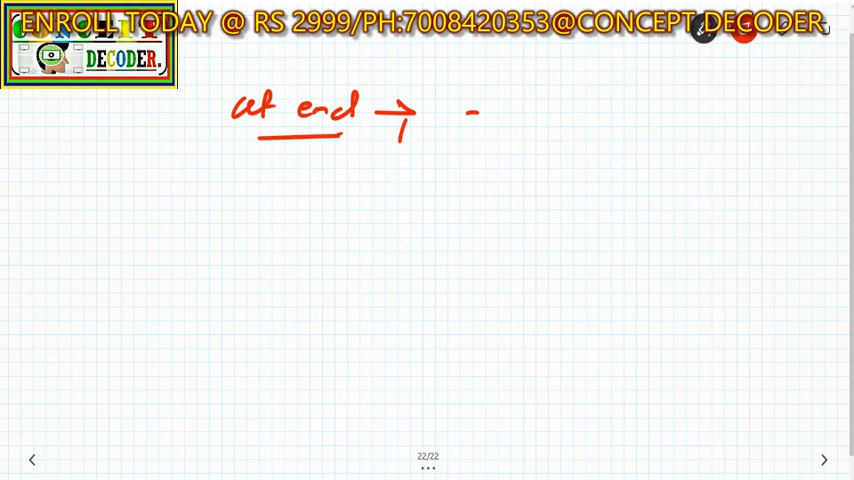 ENROLL TODAY @ RS 2999/PH:7008420353@CONCEPT DECODER
DECODER.
at end →
22/22